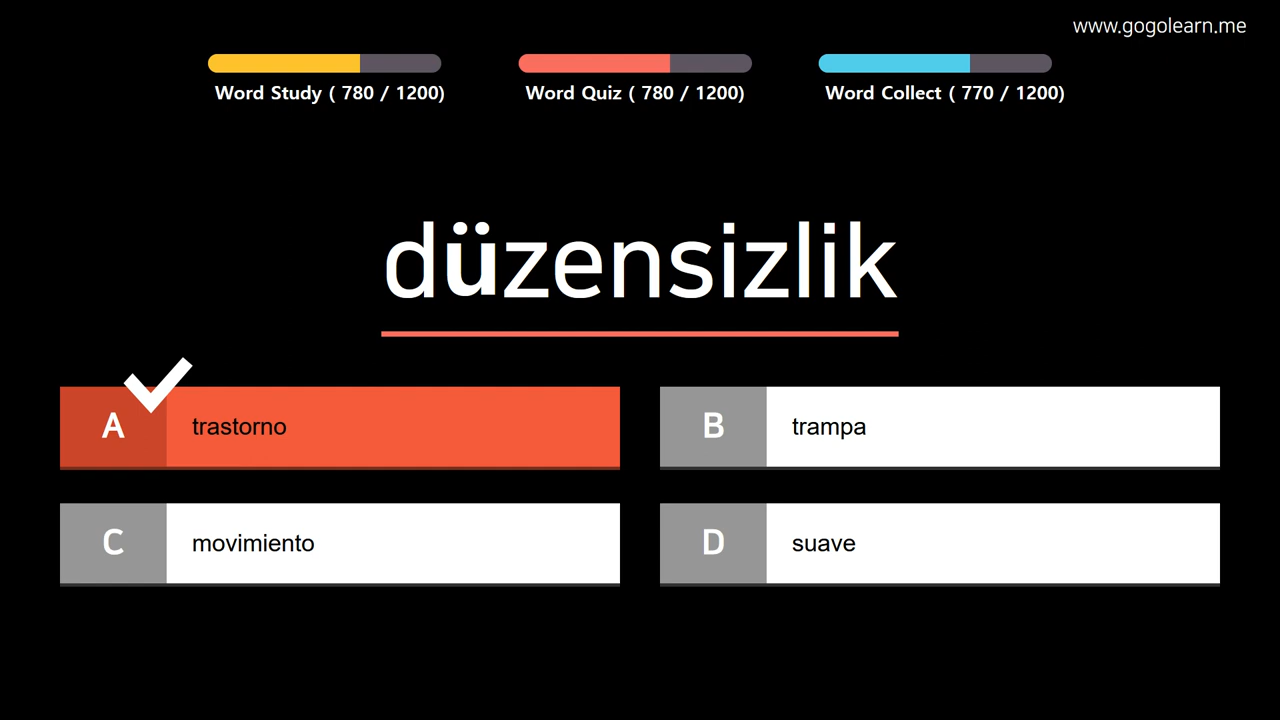 www.gogolearn.me
Word Study ( 780 / 1200)
Word Quiz ( 780 / 1200)
Word Collect ( 770 / 1200)
düzensizlik
A trastorno
B trampa
C movimiento
D suave